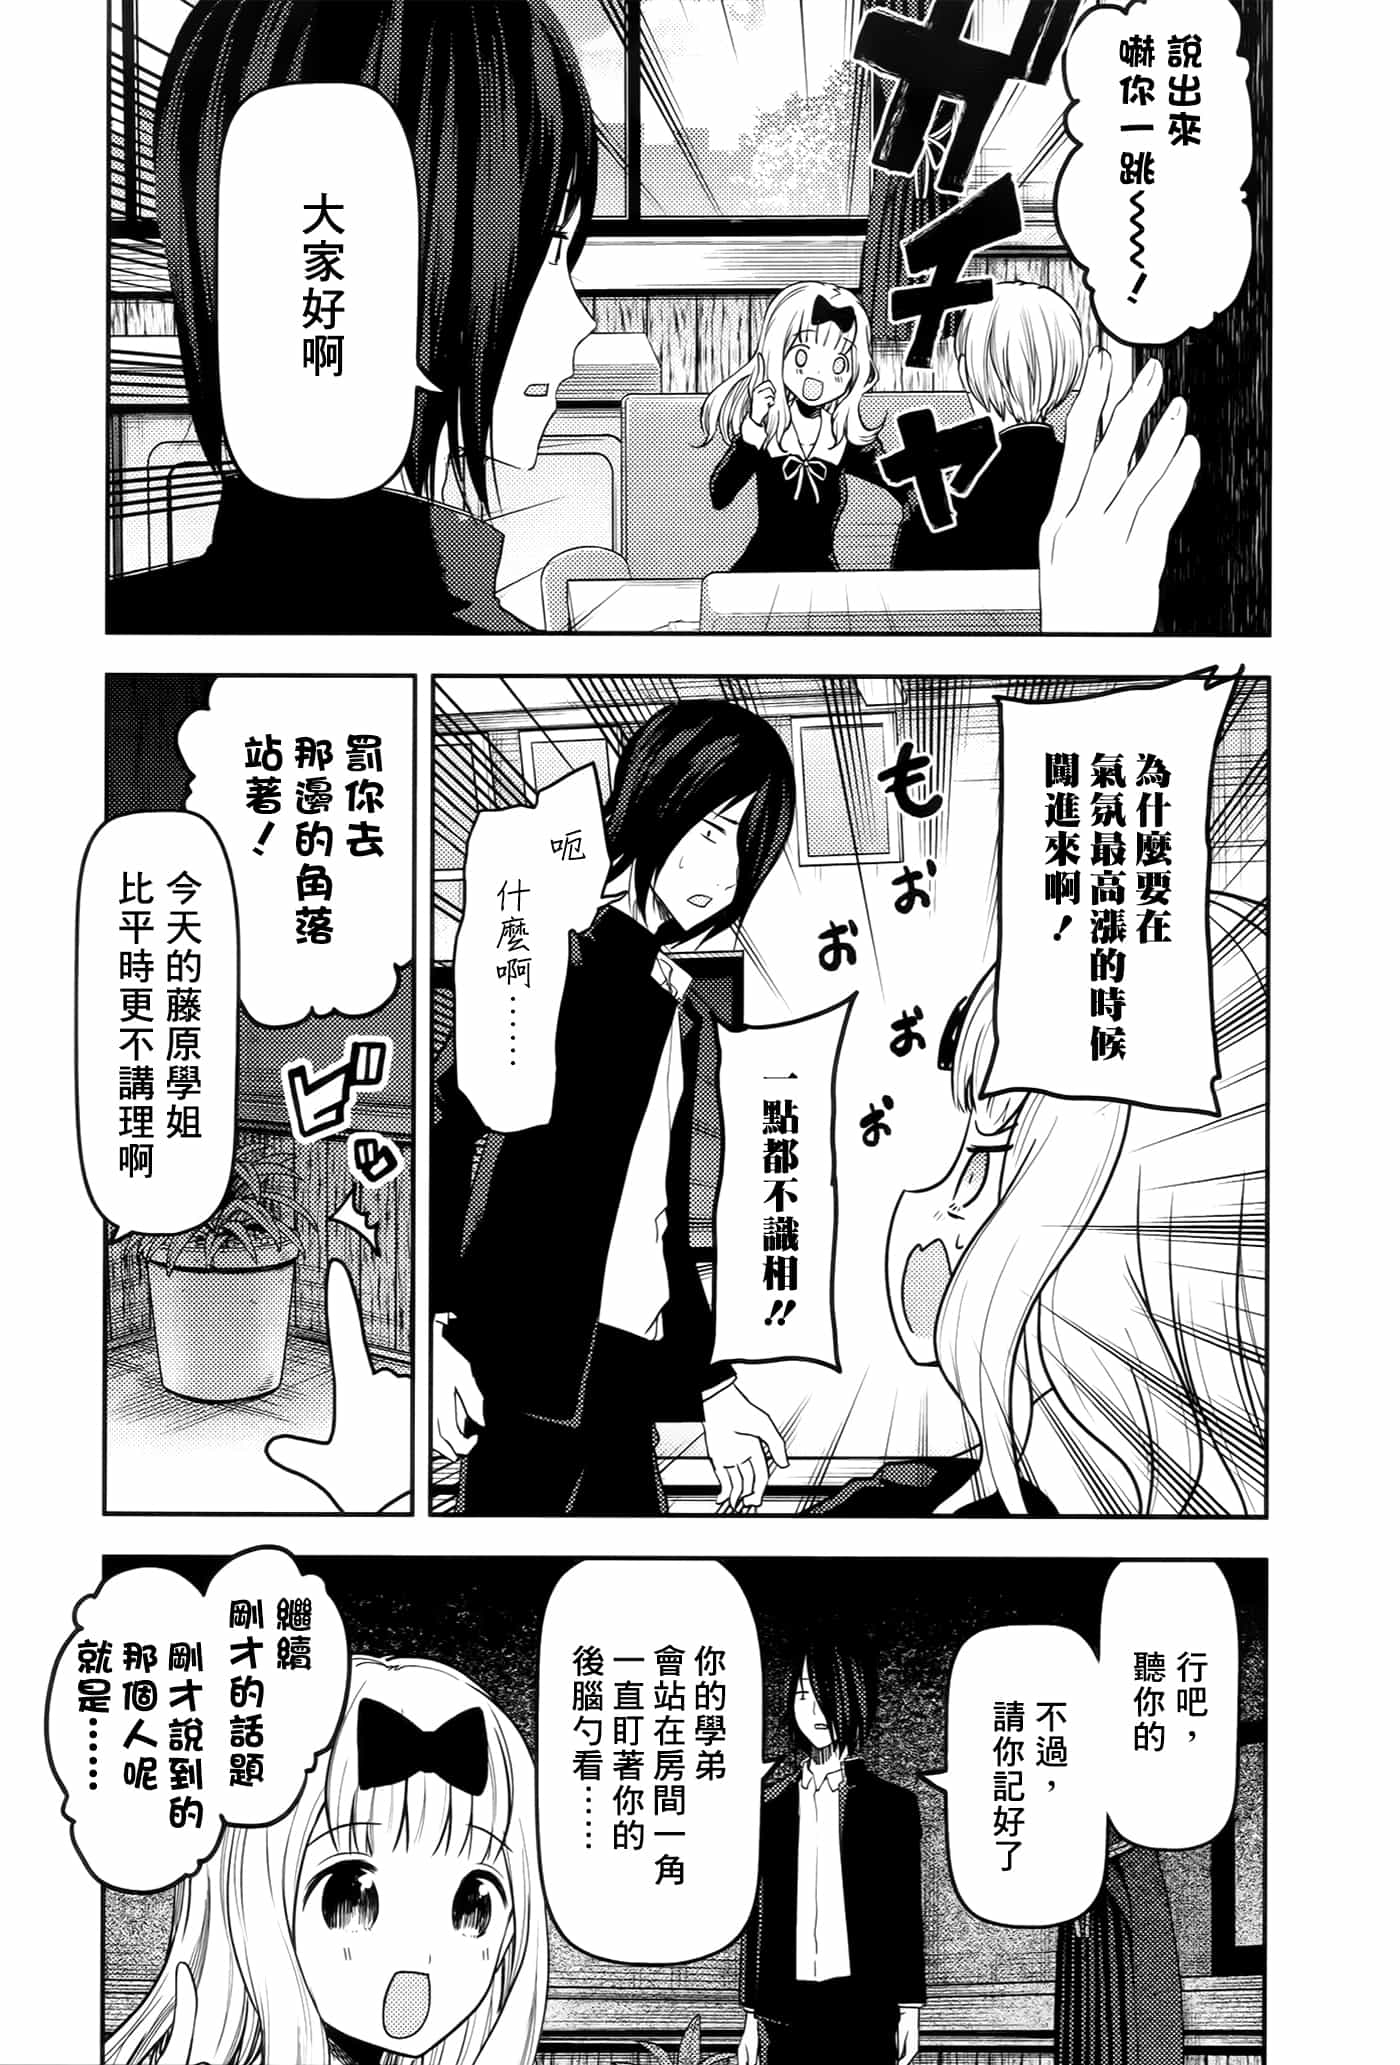 說出來
嚇你一跳~~~~!
ガチャ
大家好啊
為什麼要在
氣氛最高漲的時候
闖進來啊!
もぉぉぉぉぉ
一點都不識相!!
呃
什麼啊……
罰你去
那邊的角落
站著!
ビッ
今天的藤原學姐
比平時更不講理啊
行吧,
聽你的
不過,
請你記好了
你的學弟
會站在房間一角
一直盯著你的
後腦勺看……
繼續
剛才的話題
剛才說到的
那個人呢
就是……